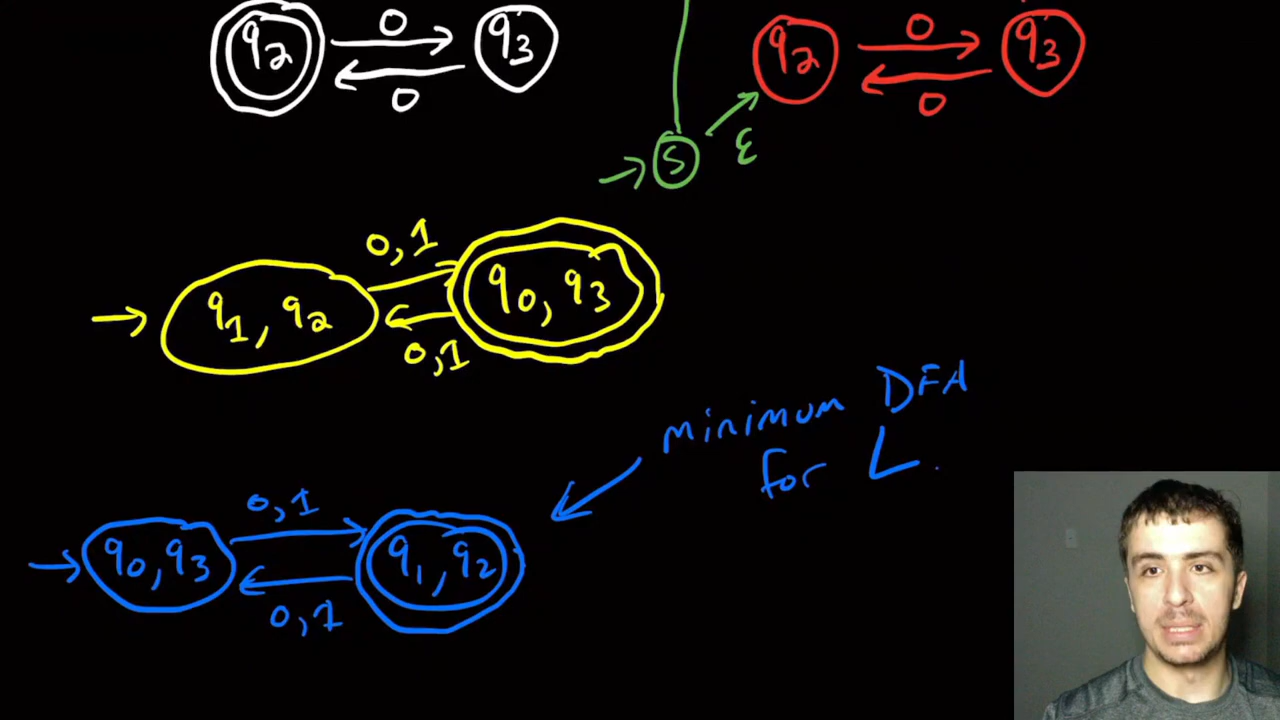 0
q2 q3
0
0
q2 q3
0
S ε
0,1
q1, q2 q0, q3
0,1
minimum DFA
for L.
0,1
q0, q3 q1, q2
0,1